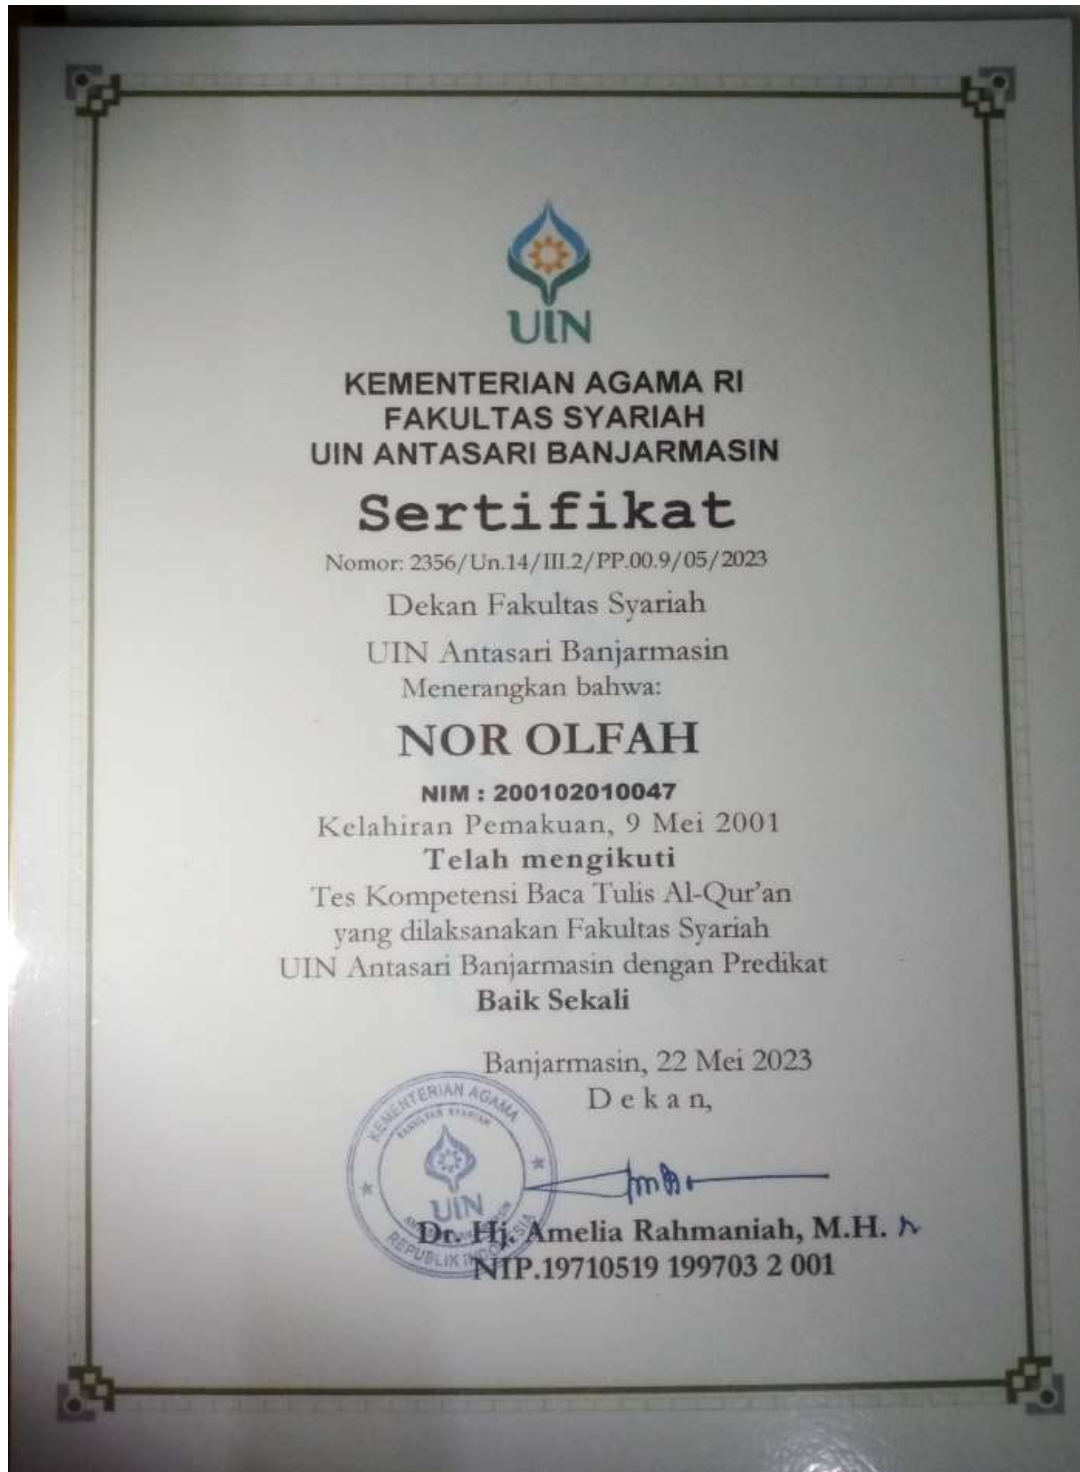 UIN
KEMENTERIAN AGAMA RI
FAKULTAS SYARIAH
UIN ANTASARI BANJARMASIN
Sertifikat
Nomor: 2356/Un.14/III.2/PP.00.9/05/2023
Dekan Fakultas Syariah
UIN Antasari Banjarmasin
Menerangkan bahwa:
NOR OLFAH
NIM : 200102010047
Kelahiran Pemakuan, 9 Mei 2001
Telah mengikuti
Tes Kompetensi Baca Tulis Al-Qur'an
yang dilaksanakan Fakultas Syariah
UIN Antasari Banjarmasin dengan Predikat
Baik Sekali
Banjarmasin, 22 Mei 2023
D e k a n,
KEMENTERIAN AGAMA
FAKULTAS SYARIAH
UIN
REPUBLIK INDONESIA
Dr. Hj. Amelia Rahmaniah, M.H.
NIP.19710519 199703 2 001